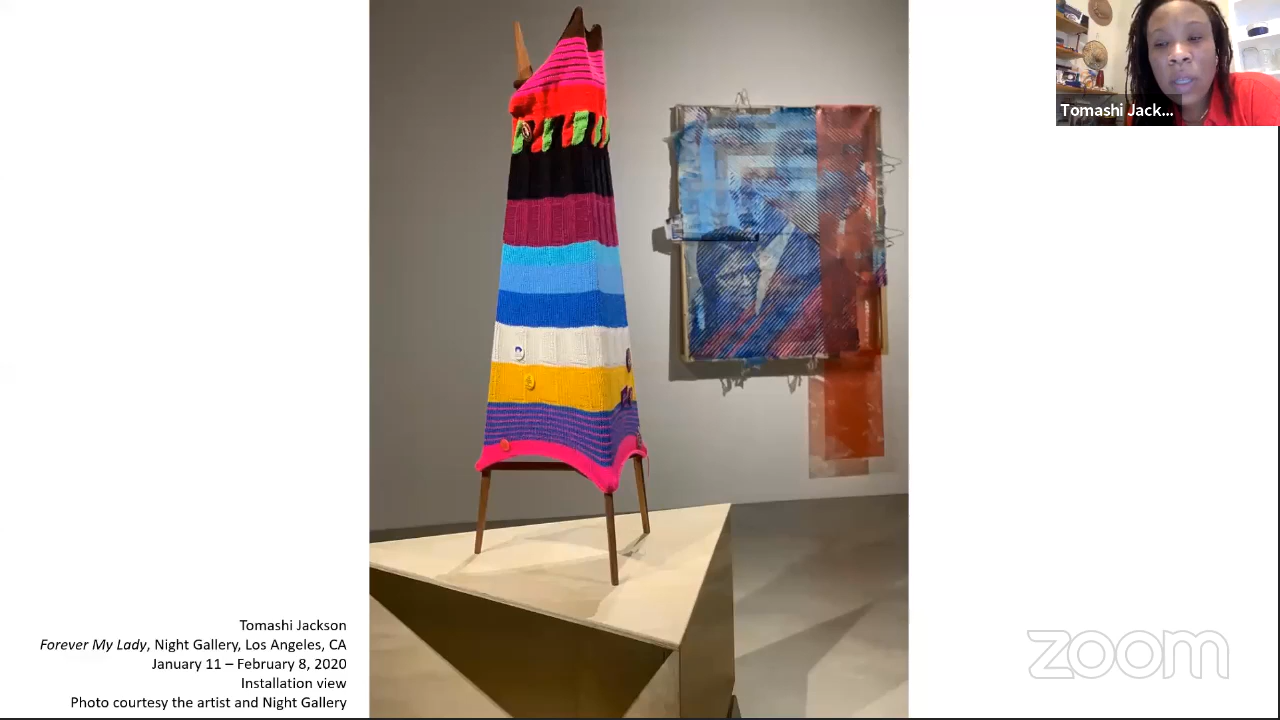 Tomashi Jack...
Tomashi Jackson
Forever My Lady, Night Gallery, Los Angeles, CA
January 11 – February 8, 2020
Installation view
Photo courtesy the artist and Night Gallery
zoom